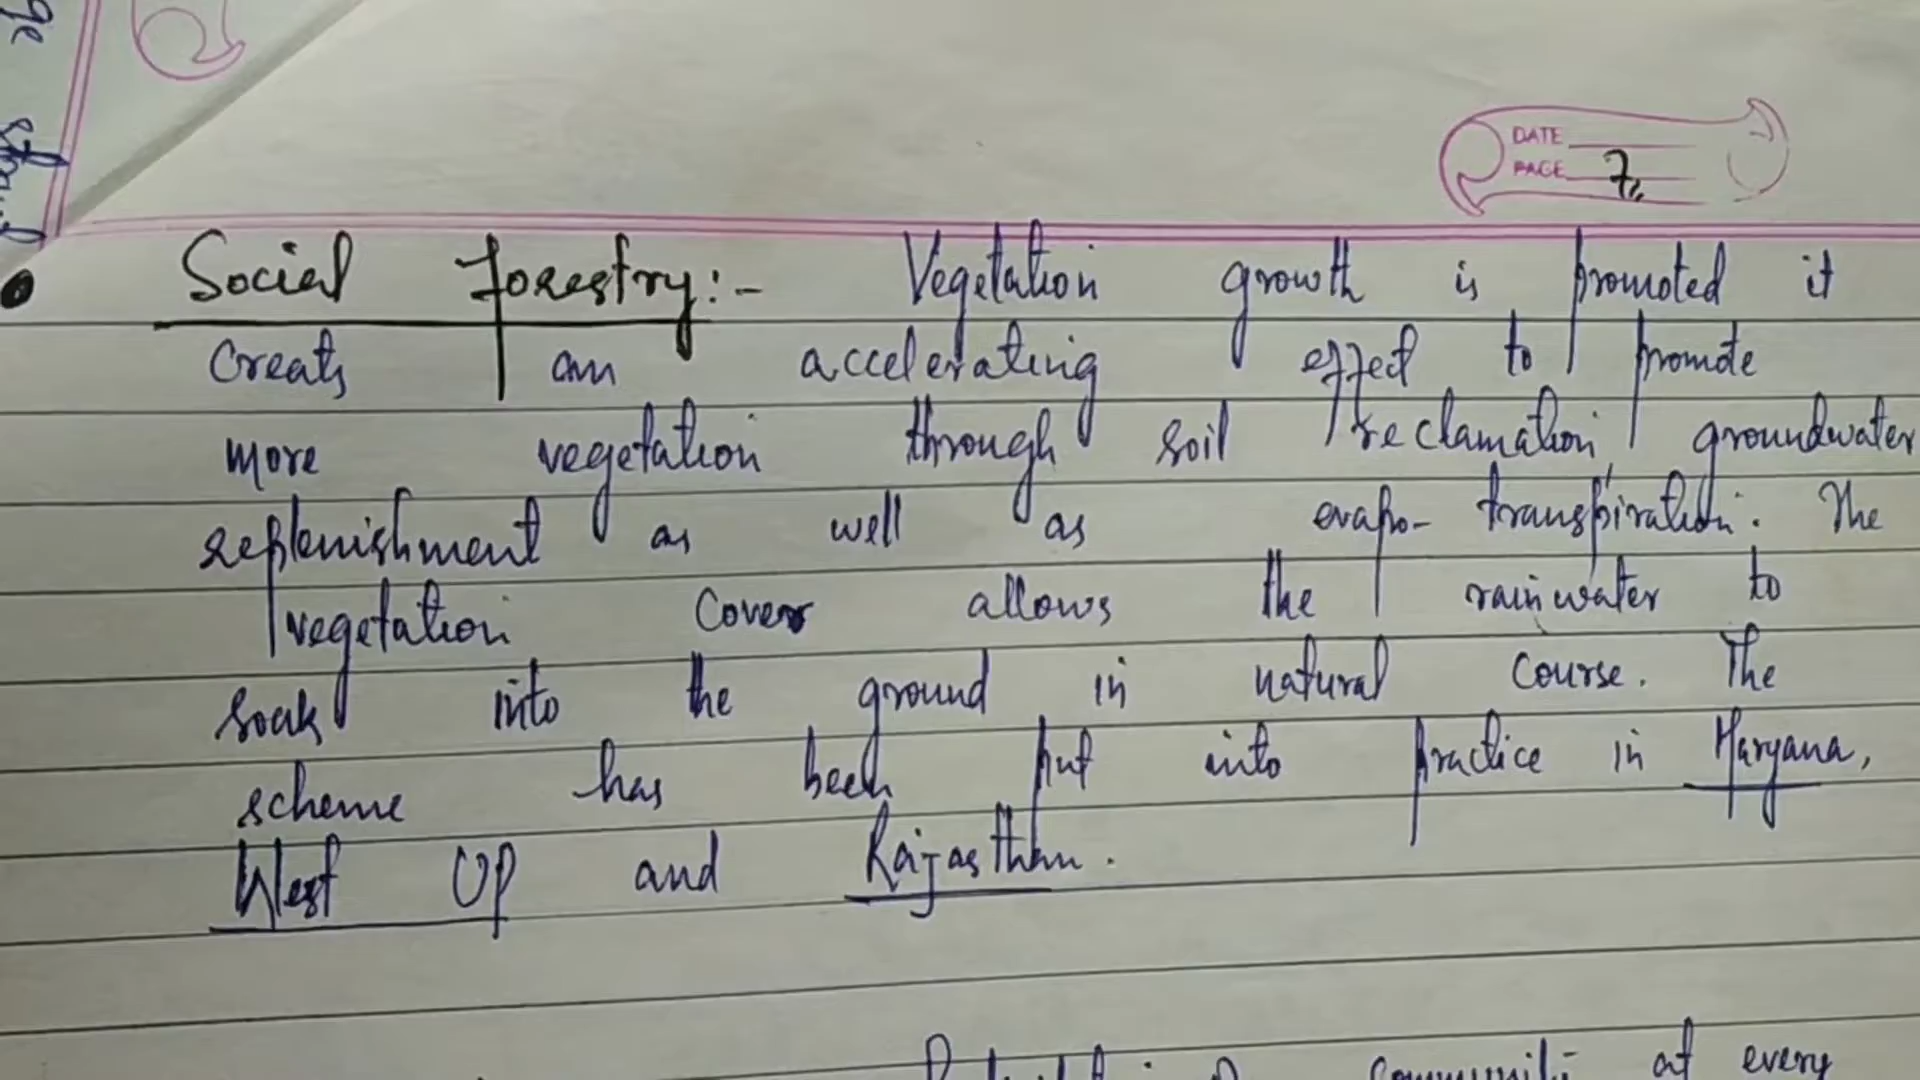 DATE
PAGE 7
• Social Forestry:- Vegetation growth is promoted it
Creats an accelerating effect to promote
more vegetation through soil reclamation, groundwater
replenishment as well as evapo-transpiration. The
vegetation cover allows the rainwater to
soak into the ground in natural course. The
scheme has been put into practice in Haryana,
West UP and Rajasthan.
at every